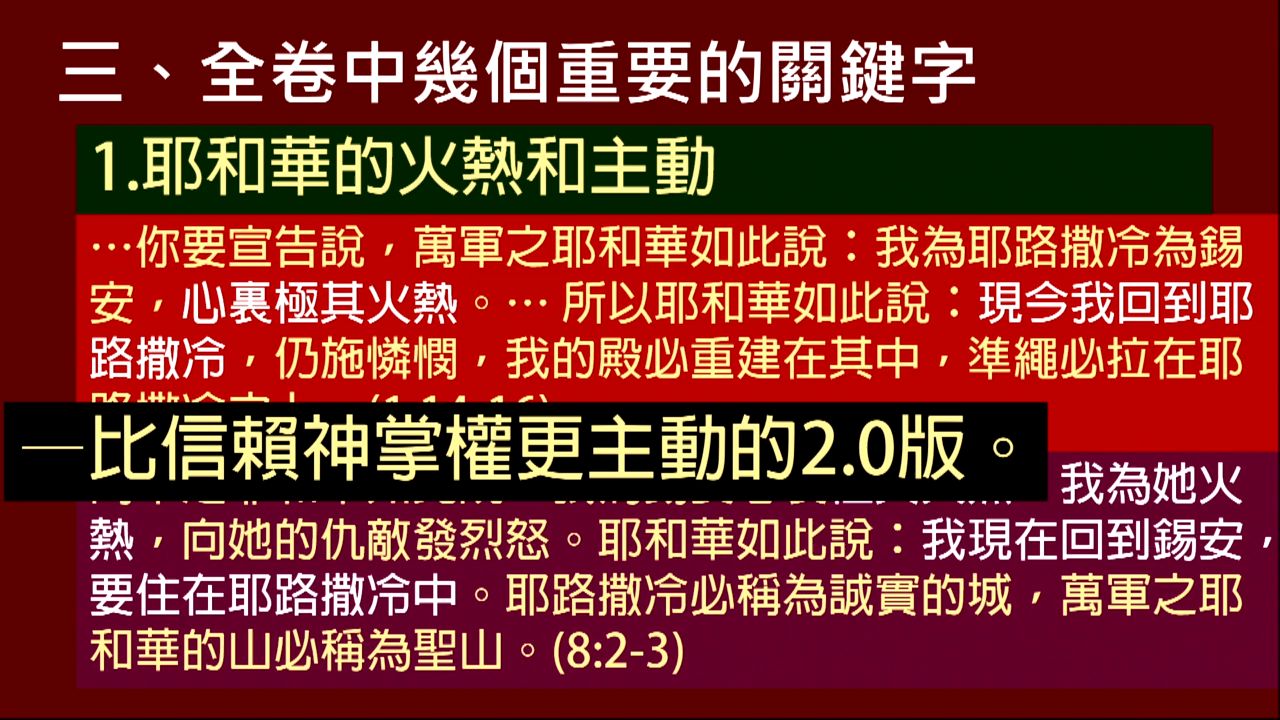 三、全卷中幾個重要的關鍵字
1.耶和華的火熱和主動
…你要宣告說，萬軍之耶和華如此說：我為耶路撒冷為錫
安，心裏極其火熱。… 所以耶和華如此說：現今我回到耶
路撒冷，仍施憐憫，我的殿必重建在其中，準繩必拉在耶
—比信賴神掌權更主動的2.0版。
我為她火
熱，向她的仇敵發烈怒。耶和華如此說：我現在回到錫安，
要住在耶路撒冷中。耶路撒冷必稱為誠實的城，萬軍之耶
和華的山必稱為聖山。(8:2-3)